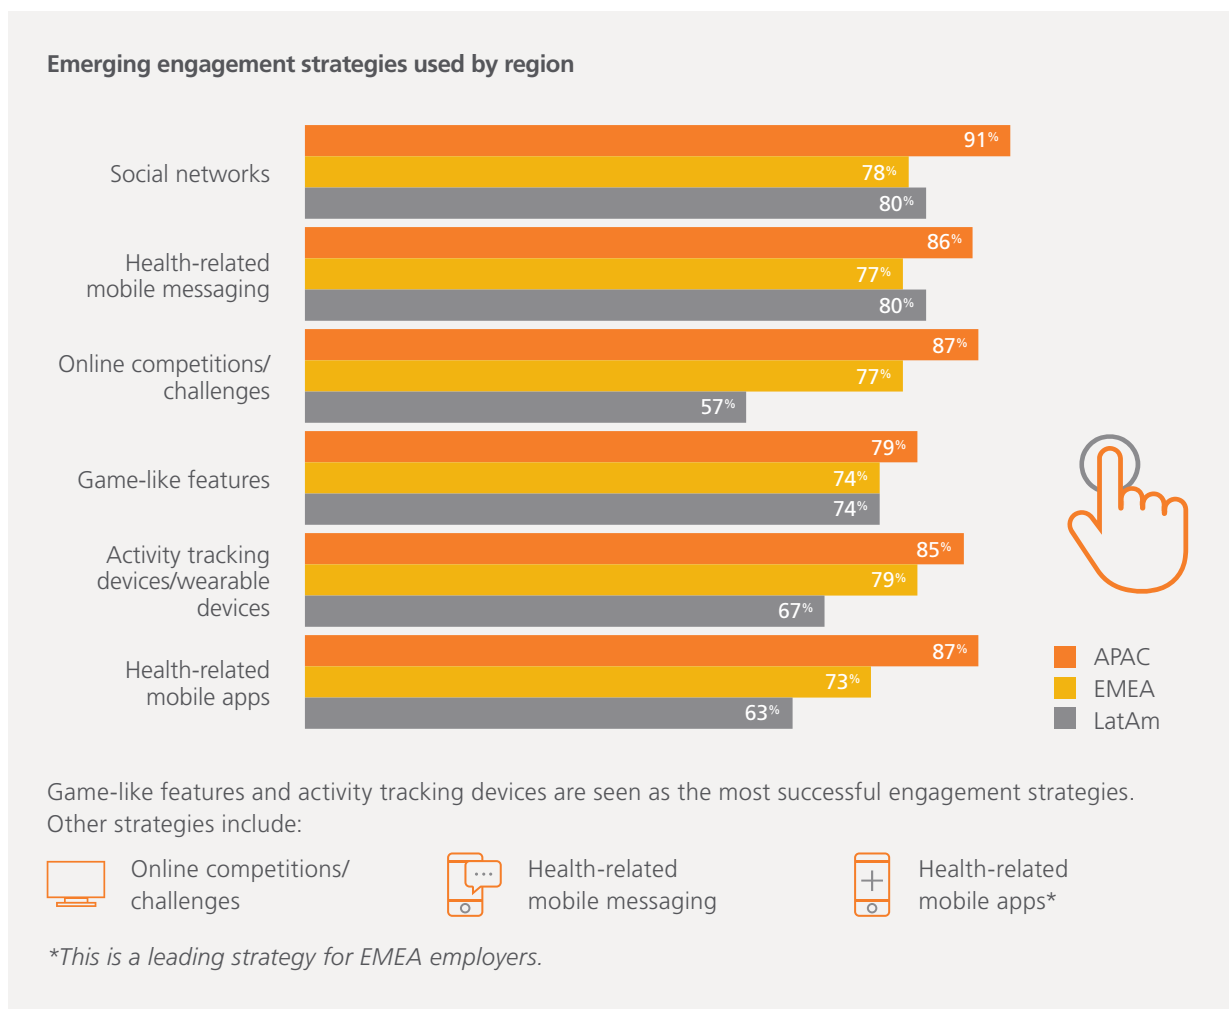 Emerging engagement strategies used by region
Social networks
91%
78%
80%
Health-related
mobile messaging
86%
77%
80%
Online competitions/
challenges
87%
77%
57%
Game-like features
79%
74%
74%
Activity tracking
devices/wearable
devices
85%
79%
67%
Health-related
mobile apps
87%
73%
63%
APAC
EMEA
LatAm
Game-like features and activity tracking devices are seen as the most successful engagement strategies.
Other strategies include:
Online competitions/
challenges
Health-related
mobile messaging
Health-related
mobile apps*
*This is a leading strategy for EMEA employers.